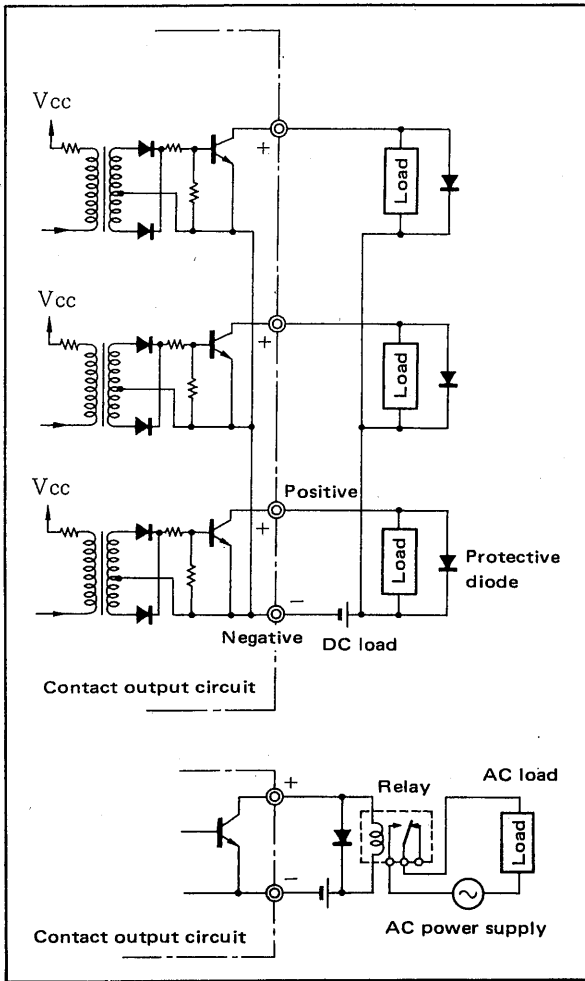 Vcc
+
Load
Vcc
+
Load
Vcc
Positive
+
Load
Protective
diode
−
Negative
DC load
Contact output circuit
AC load
Relay
+
Load
−
AC power supply
Contact output circuit